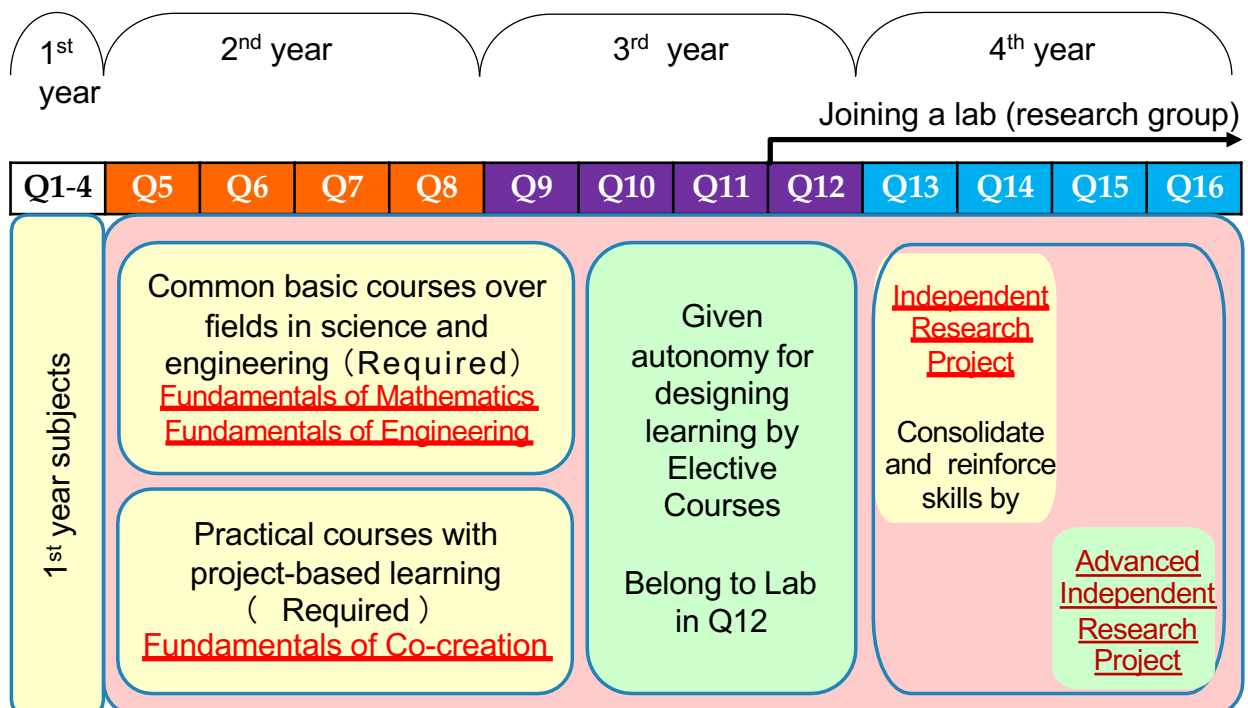 1st
year
2nd year
3rd year
4th year
Joining a lab (research group)
Q1-4 Q5 Q6 Q7 Q8 Q9 Q10 Q11 Q12 Q13 Q14 Q15 Q16
1st year subjects
Common basic courses over
fields in science and
engineering（Required）
Fundamentals of Mathematics
Fundamentals of Engineering
Practical courses with
project-based learning
（ Required）
Fundamentals of Co-creation
Given
autonomy for
designing
learning by
Elective
Courses
Belong to Lab
in Q12
Independent
Research
Project
Consolidate
and reinforce
skills by
Advanced
Independent
Research
Project